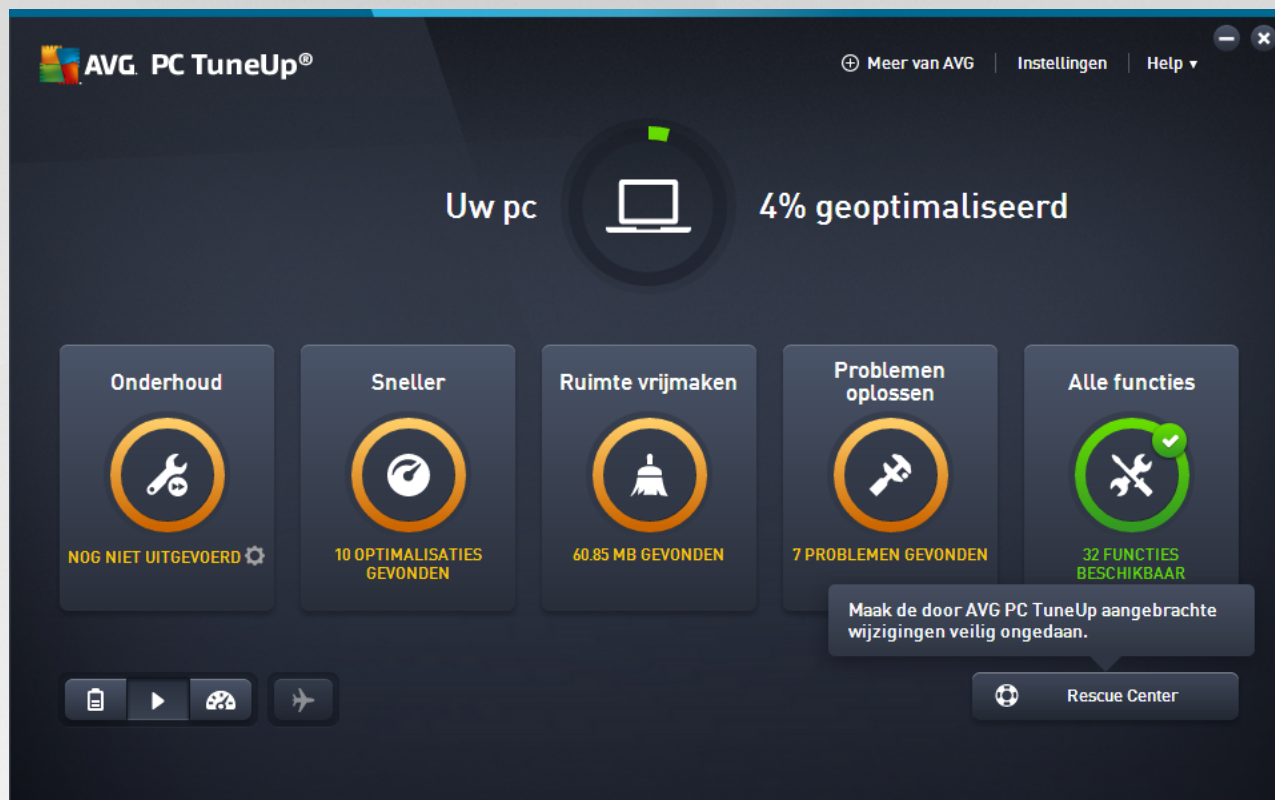 AVG. PC TuneUp®
Meer van AVG
Instellingen
Help
Uw pc
4% geoptimaliseerd
Onderhoud
NOG NIET UITGEVOERD
Sneller
10 OPTIMALISATIES
GEVONDEN
Ruimte vrijmaken
60.85 MB GEVONDEN
Problemen
oplossen
7 PROBLEMEN GEVONDEN
Alle functies
32 FUNCTIES
BESCHIKBAAR
Maak de door AVG PC TuneUp aangebrachte
wijzigingen veilig ongedaan.
Rescue Center